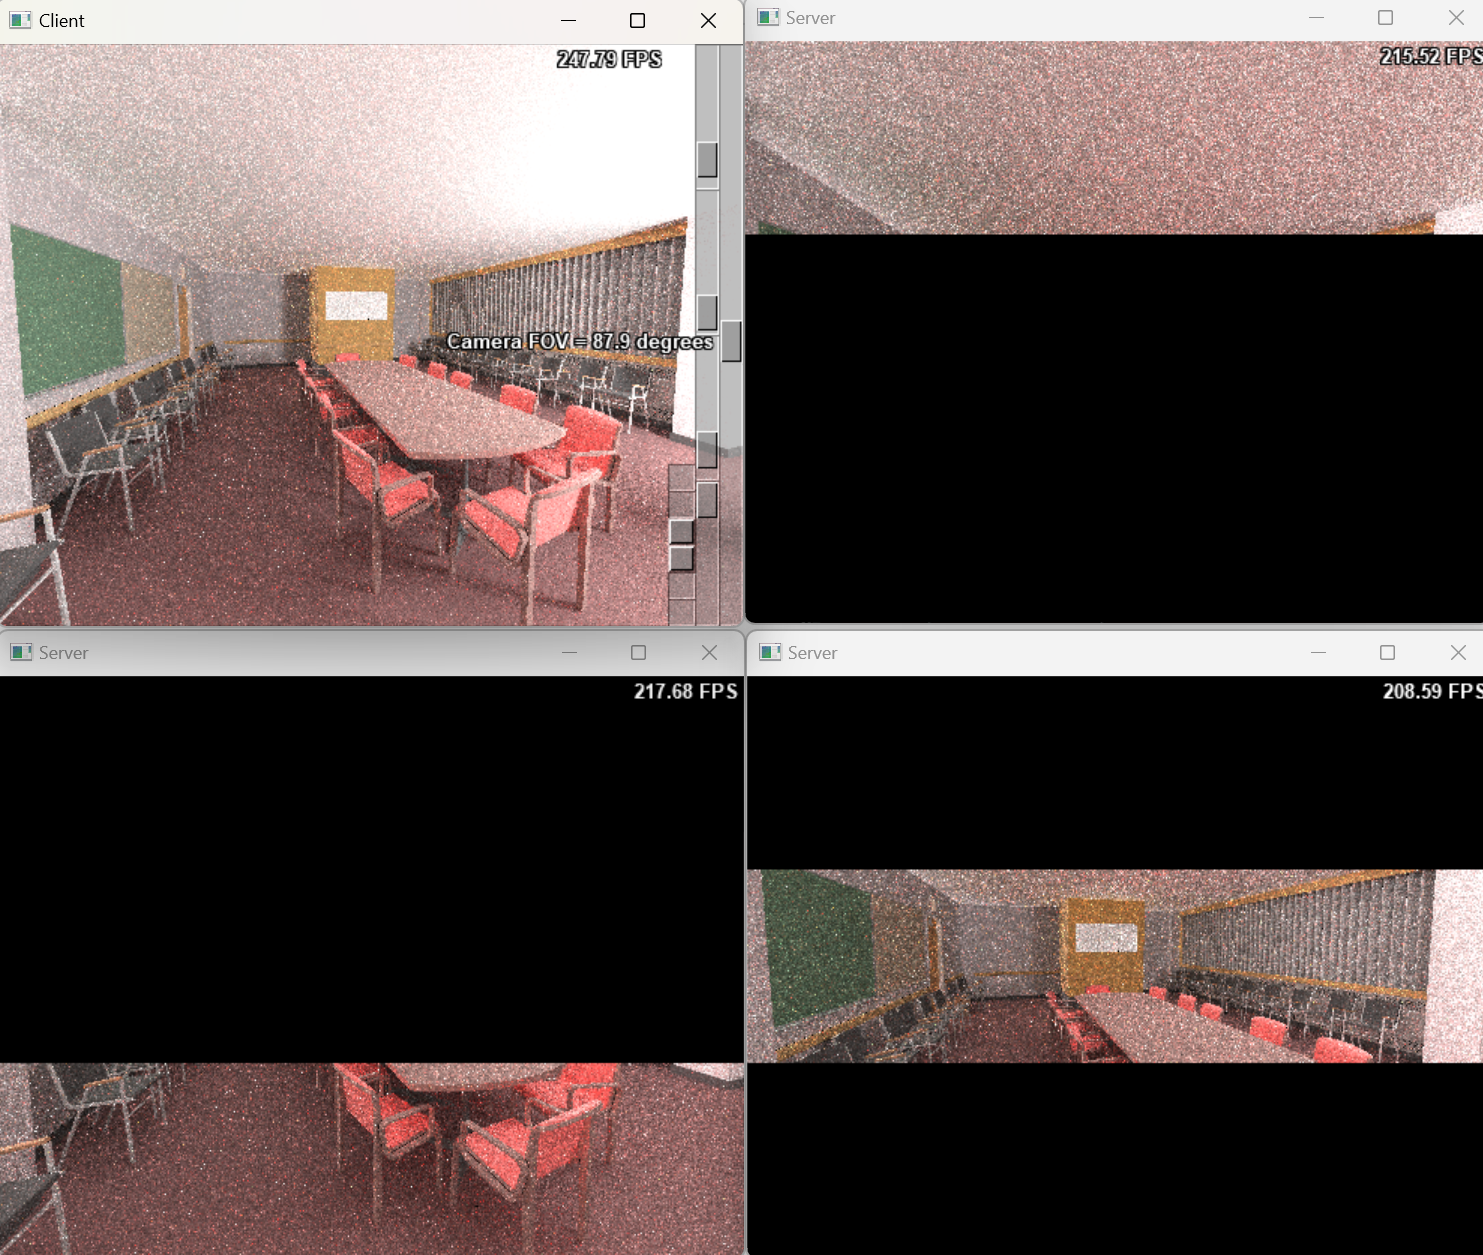 Client
247.79 FPS
Camera FOV = 87.9 degrees
Server
215.52 FPS
Server
217.68 FPS
Server
208.59 FPS